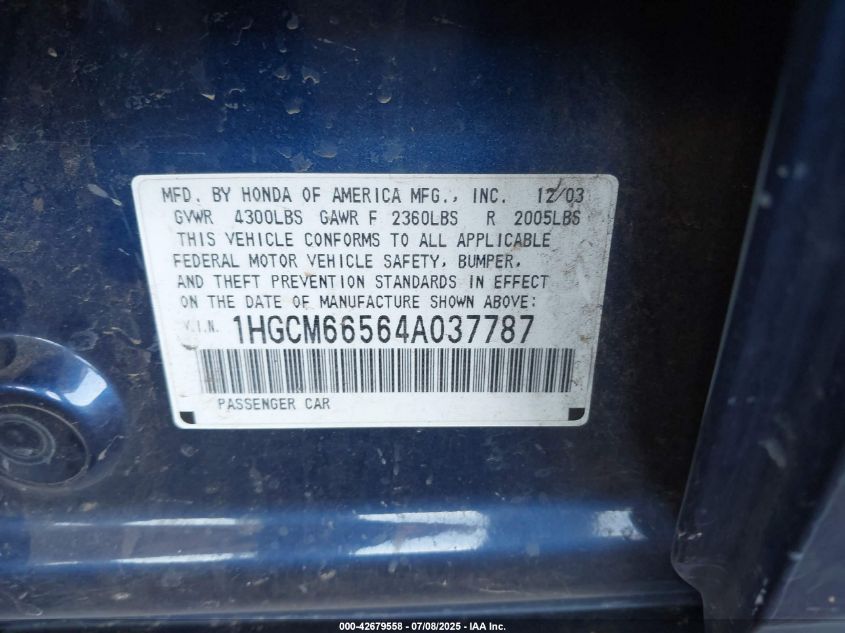 MFD. BY HONDA OF AMERICA MFG., INC. 12/03
GVWR 4300LBS GAWR F 2360LBS R 2005LBS
THIS VEHICLE CONFORMS TO ALL APPLICABLE
FEDERAL MOTOR VEHICLE SAFETY, BUMPER,
AND THEFT PREVENTION STANDARDS IN EFFECT
ON THE DATE OF MANUFACTURE SHOWN ABOVE:
V.I.N. 1HGCM66564A037787
PASSENGER CAR
000-42679558 - 07/08/2025 - IAA Inc.